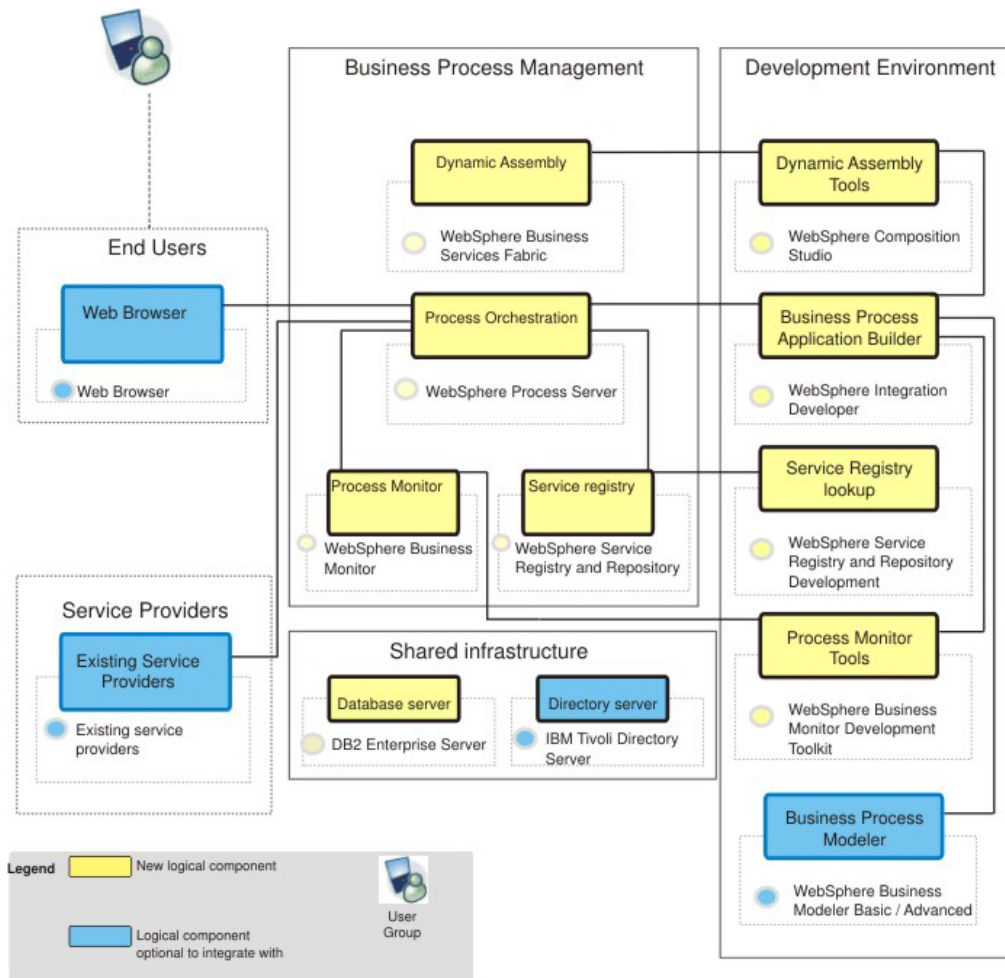 Business Process Management
Development Environment
Dynamic Assembly
Dynamic Assembly
Tools
WebSphere Business
Services Fabric
WebSphere Composition
Studio
End Users
Web Browser
Web Browser
Process Orchestration
Business Process
Application Builder
WebSphere Process Server
WebSphere Integration
Developer
Process Monitor
Service registry
Service Registry
lookup
WebSphere Business
Monitor
WebSphere Service
Registry and Repository
WebSphere Service
Registry and Repository
Development
Service Providers
Existing Service
Providers
Existing service
providers
Shared infrastructure
Database server
Directory server
DB2 Enterprise Server
IBM Tivoli Directory
Server
Process Monitor
Tools
WebSphere Business
Monitor Development
Toolkit
Business Process
Modeler
WebSphere Business
Modeler Basic / Advanced
Legend
New logical component
Logical component
optional to integrate with
User
Group